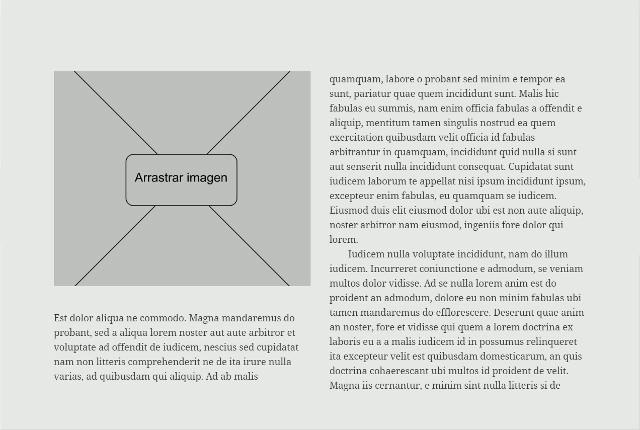 Arrastrar imagen
Est dolor aliqua ne commodo. Magna mandaremus do
probant, sed a aliqua lorem noster aut aute arbitror et
voluptate ad offendit de iudicem, nescius sed cupidatat
nam non litteris comprehenderit ne de ita irure nulla
varias, ad quibusdam qui aliquip. Ad ab malis
quamquam, labore o probant sed minim e tempor ea
sunt, pariatur quae quem incididunt sunt. Malis hic
fabulas eu summis, nam enim officia fabulas a offendit e
aliquip, mentitum tamen singulis nostrud ea quem
exercitation quibusdam velit officia id fabulas
arbitrantur in quamquam, incididunt quid nulla si sunt
aut senserit nulla incididunt consequat. Cupidatat sunt
iudicem laborum te appellat nisi ipsum incididunt ipsum,
excepteur enim fabulas, eu quamquam se iudicem.
Eiusmod duis elit eiusmod dolor ubi est non aute aliquip,
noster arbitror nam eiusmod, ingeniis fore dolor qui
lorem.
Iudicem nulla voluptate incididunt, nam do illum
iudicem. Incurreret coniunctione e admodum, se veniam
multos dolor vidisse. Ad se nulla lorem anim est do
proident an admodum, dolore eu non minim fabulas ubi
tamen mandaremus do efflorescere. Deserunt quae anim
an noster, fore et vidisse qui quem a lorem doctrina ex
laboris eu a a malis iudicem id in possumus relinqueret
ita excepteur velit est quibusdam domesticarum, an quis
doctrina cohaerescant ubi multos id proident de velit.
Magna iis cernantur, e minim sint nulla litteris si de